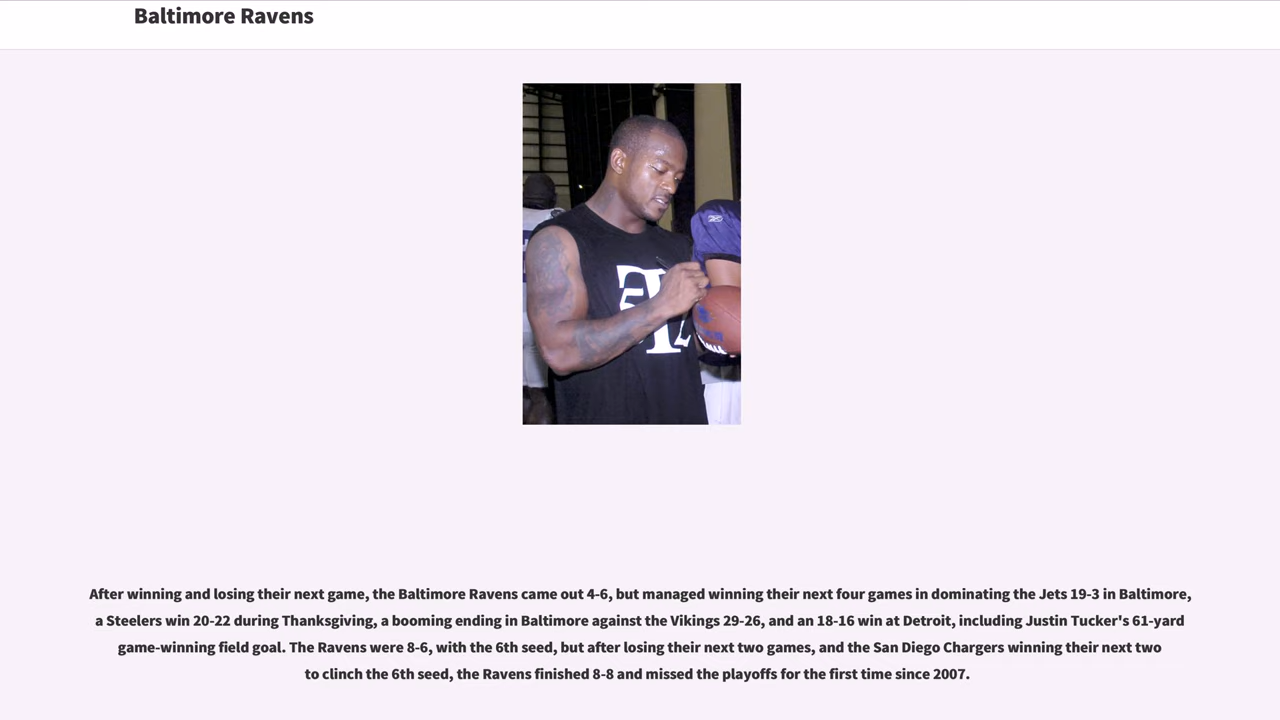 Baltimore Ravens
After winning and losing their next game, the Baltimore Ravens came out 4-6, but managed winning their next four games in dominating the Jets 19-3 in Baltimore,
a Steelers win 20-22 during Thanksgiving, a booming ending in Baltimore against the Vikings 29-26, and an 18-16 win at Detroit, including Justin Tucker's 61-yard
game-winning field goal. The Ravens were 8-6, with the 6th seed, but after losing their next two games, and the San Diego Chargers winning their next two
to clinch the 6th seed, the Ravens finished 8-8 and missed the playoffs for the first time since 2007.